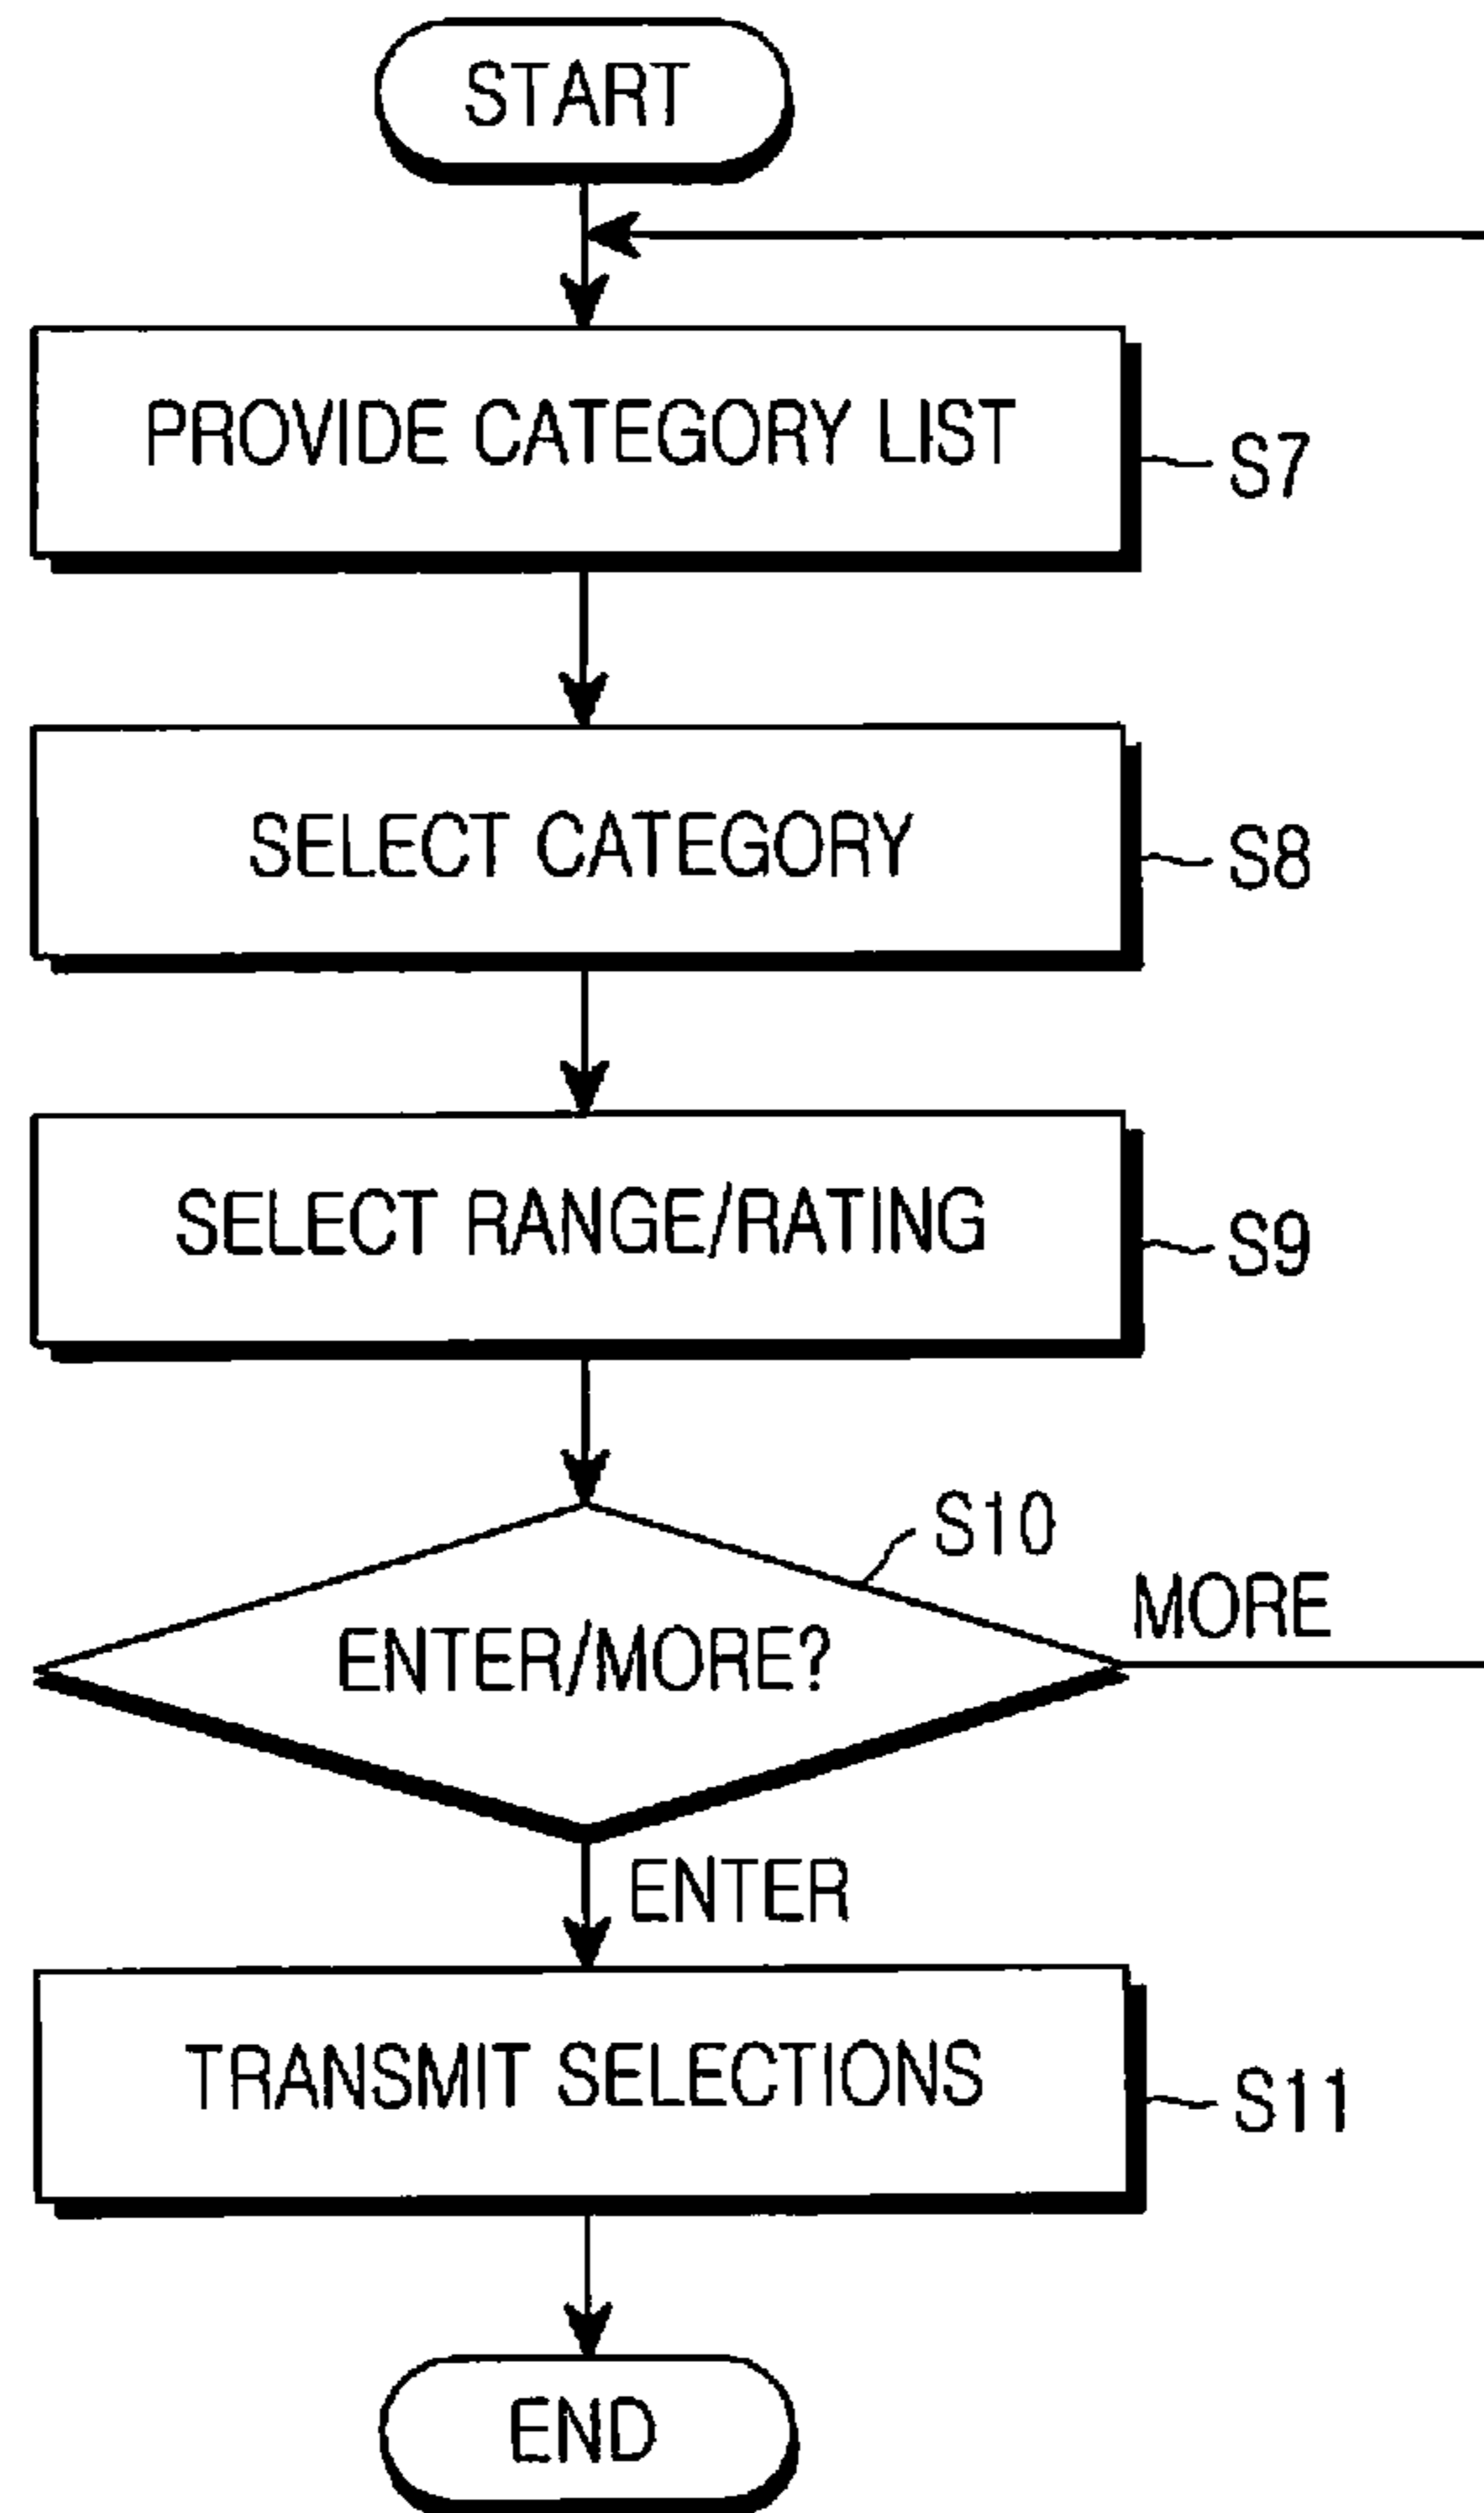 START
PROVIDE CATEGORY LIST
S7
SELECT CATEGORY
S8
SELECT RANGE/RATING
S9
S10
ENTER/MORE?
MORE
ENTER
TRANSMIT SELECTIONS
S11
END